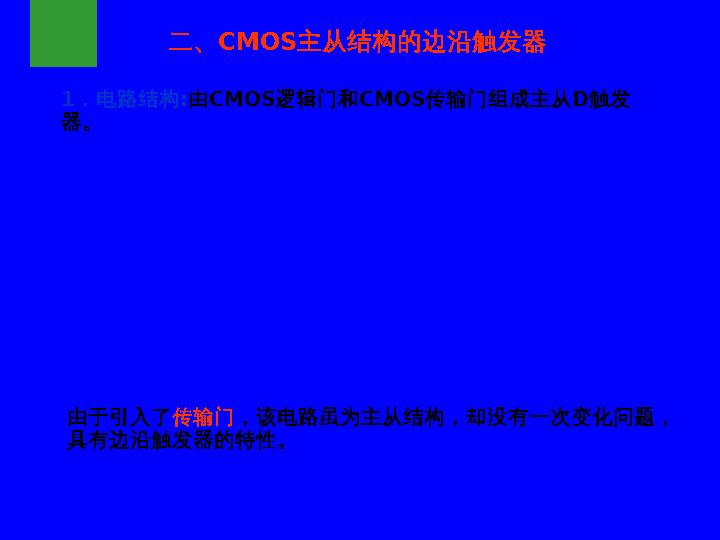 二、CMOS主从结构的边沿触发器
1．电路结构:由CMOS逻辑门和CMOS传输门组成主从D触发
器。
由于引入了传输门，该电路虽为主从结构，却没有一次变化问题，
具有边沿触发器的特性。